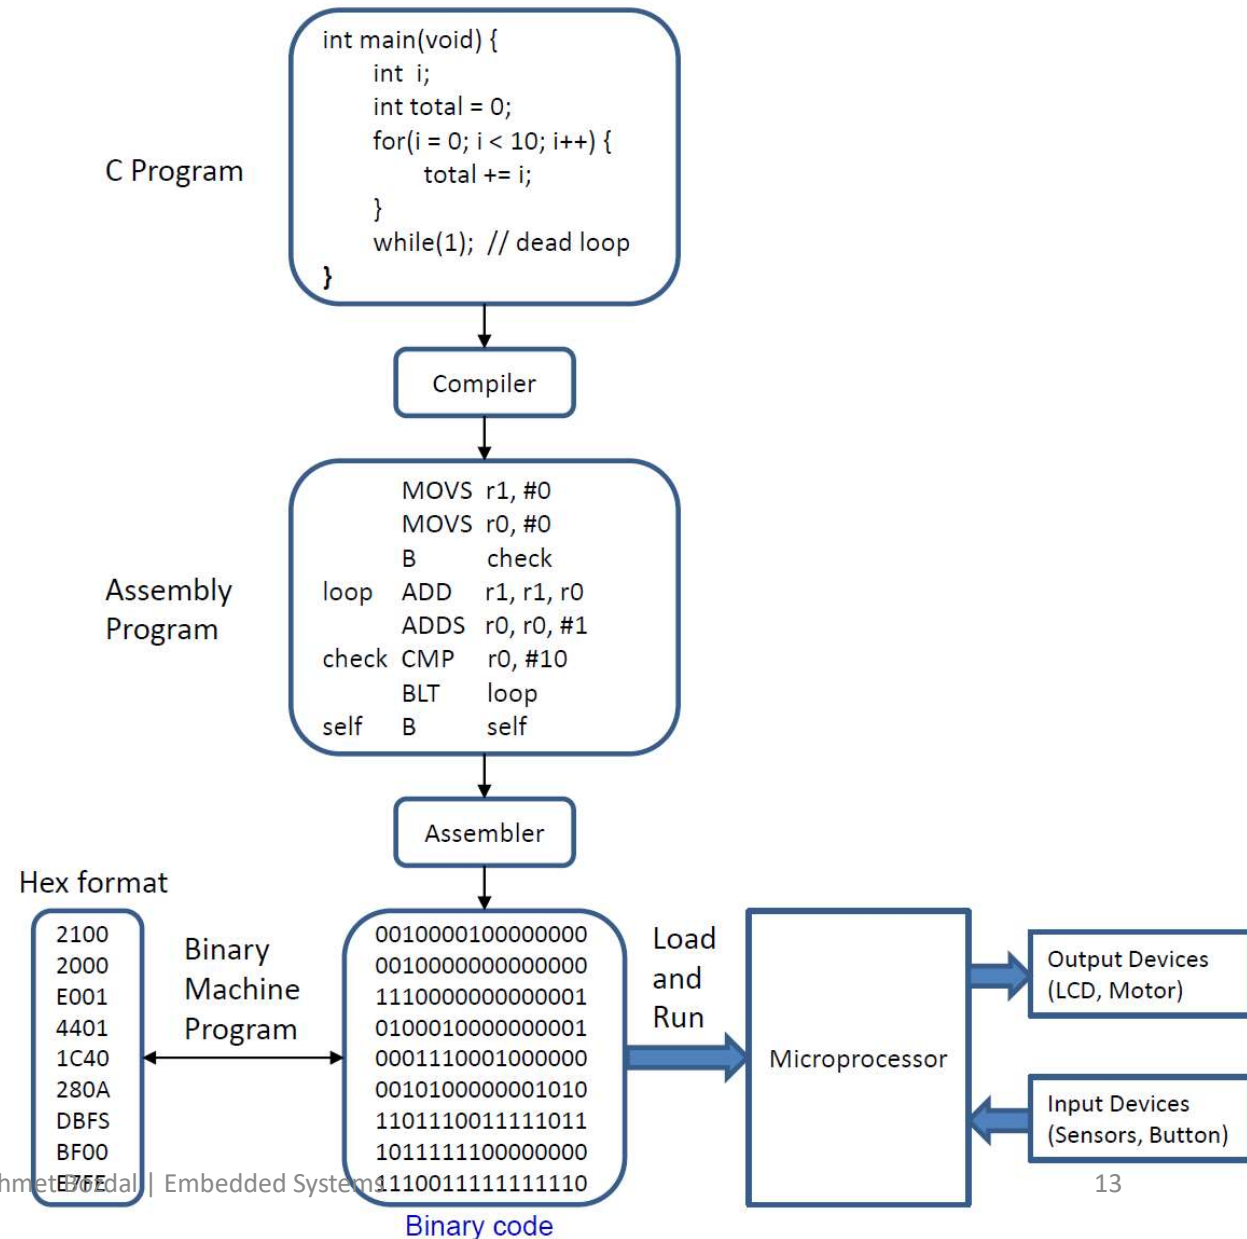 C Program
int main(void) {
int i;
int total = 0;
for(i = 0; i < 10; i++) {
total += i;
}
while(1); // dead loop
}
Compiler
Assembly
Program
MOVS r1, #0
MOVS r0, #0
B check
loop ADD r1, r1, r0
ADDS r0, r0, #1
check CMP r0, #10
BLT loop
self B self
Assembler
Hex format
2100
2000
E001
4401
1C40
280A
DBFS
BF00
E7FE
Binary
Machine
Program
0010000100000000
0010000000000000
1110000000000001
0100010000000001
0001110001000000
0010100000001010
1101110011111011
1011111100000000
1110011111111110
Binary code
Load
and
Run
Microprocessor
Output Devices
(LCD, Motor)
Input Devices
(Sensors, Button)
hmet Bozdal | Embedded Systems
13